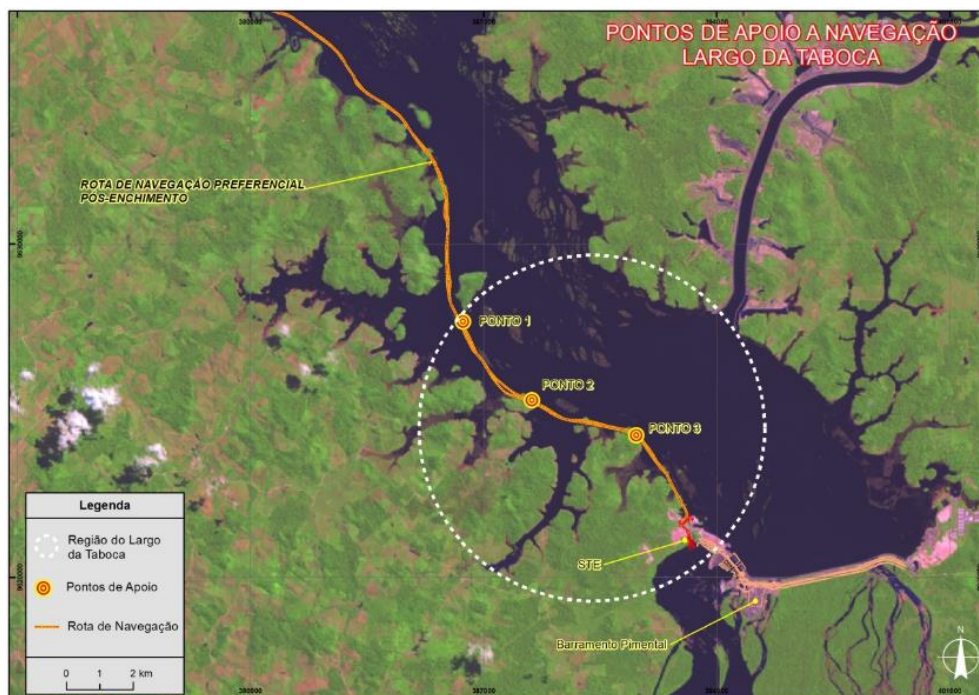 PONTOS DE APOIO A NAVEGAÇÃO
LARGO DA TABOCA
ROTA DE NAVEGAÇÃO PREFERENCIAL
PÓS-ENCHIMENTO
PONTO 1
PONTO 2
PONTO 3
STE
Barramento Pimental
Legenda
Região do Largo
da Taboca
Pontos de Apoio
Rota de Navegação
0 1 2 km
N
387000